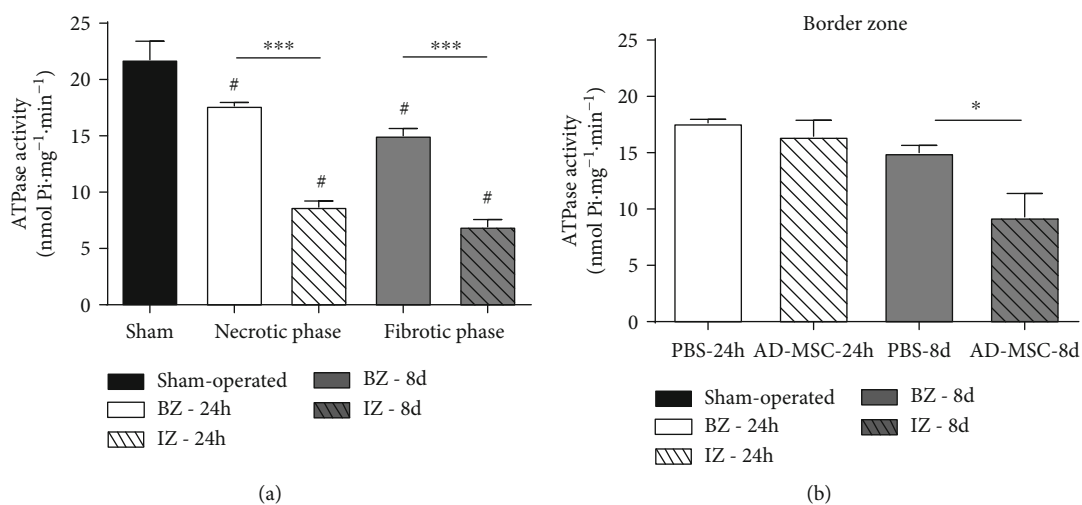 25
20
15
10
5
0
ATPase activity
(nmol Pi·mg⁻¹·min⁻¹)
***
***
#
#
#
#
Sham
Necrotic phase
Fibrotic phase
Sham-operated
BZ - 24h
IZ - 24h
BZ - 8d
IZ - 8d
(a)
Border zone
25
20
15
10
5
0
ATPase activity
(nmol Pi·mg⁻¹·min⁻¹)
*
PBS-24h
AD-MSC-24h
PBS-8d
AD-MSC-8d
Sham-operated
BZ - 24h
IZ - 24h
BZ - 8d
IZ - 8d
(b)